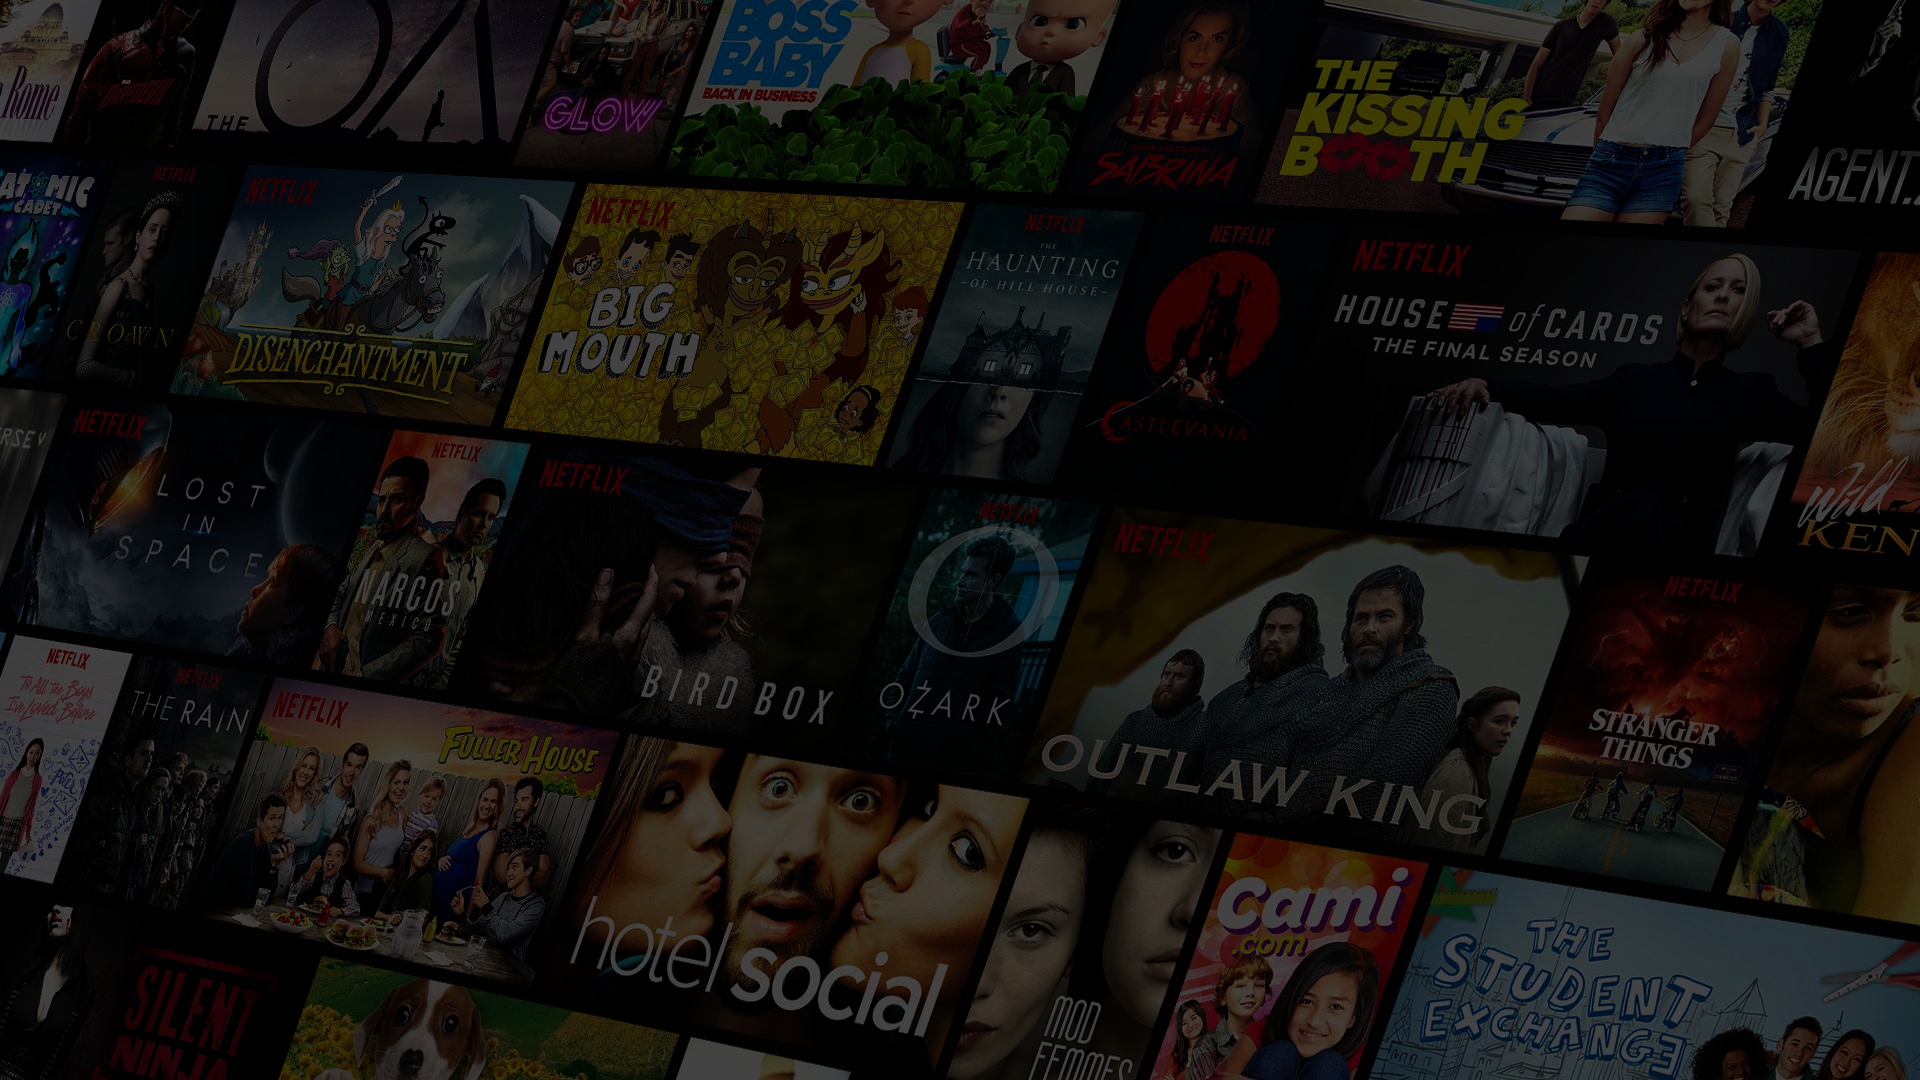 Rome
DAREDEVIL
THE
OA
GLOW
BOSS
BABY
BACK IN BUSINESS
SABRINA
THE
KISSING
BOOTH
AGENT
ATOMIC
CADET
NETFLIX
CROWN
NETFLIX
DISENCHANTMENT
NETFLIX
BIG
MOUTH
NETFLIX
THE
HAUNTING
-OF HILL HOUSE-
NETFLIX
CASTLEVANIA
NETFLIX
HOUSE of CARDS
THE FINAL SEASON
Wild
KEN
ERSEY
NETFLIX
LOST
IN
SPACE
NETFLIX
NARCOS
MEXICO
NETFLIX
BIRD BOX
NETFLIX
O
OZARK
NETFLIX
OUTLAW KING
NETFLIX
STRANGER
THINGS
NETFLIX
To All the Boys
I've Loved Before
NETFLIX
THE RAIN
NETFLIX
FULLER HOUSE
hotel social
MOD
FEMMES
Cami
.com
THE
STUDENT
EXCHANGE
SILENT
NINJA